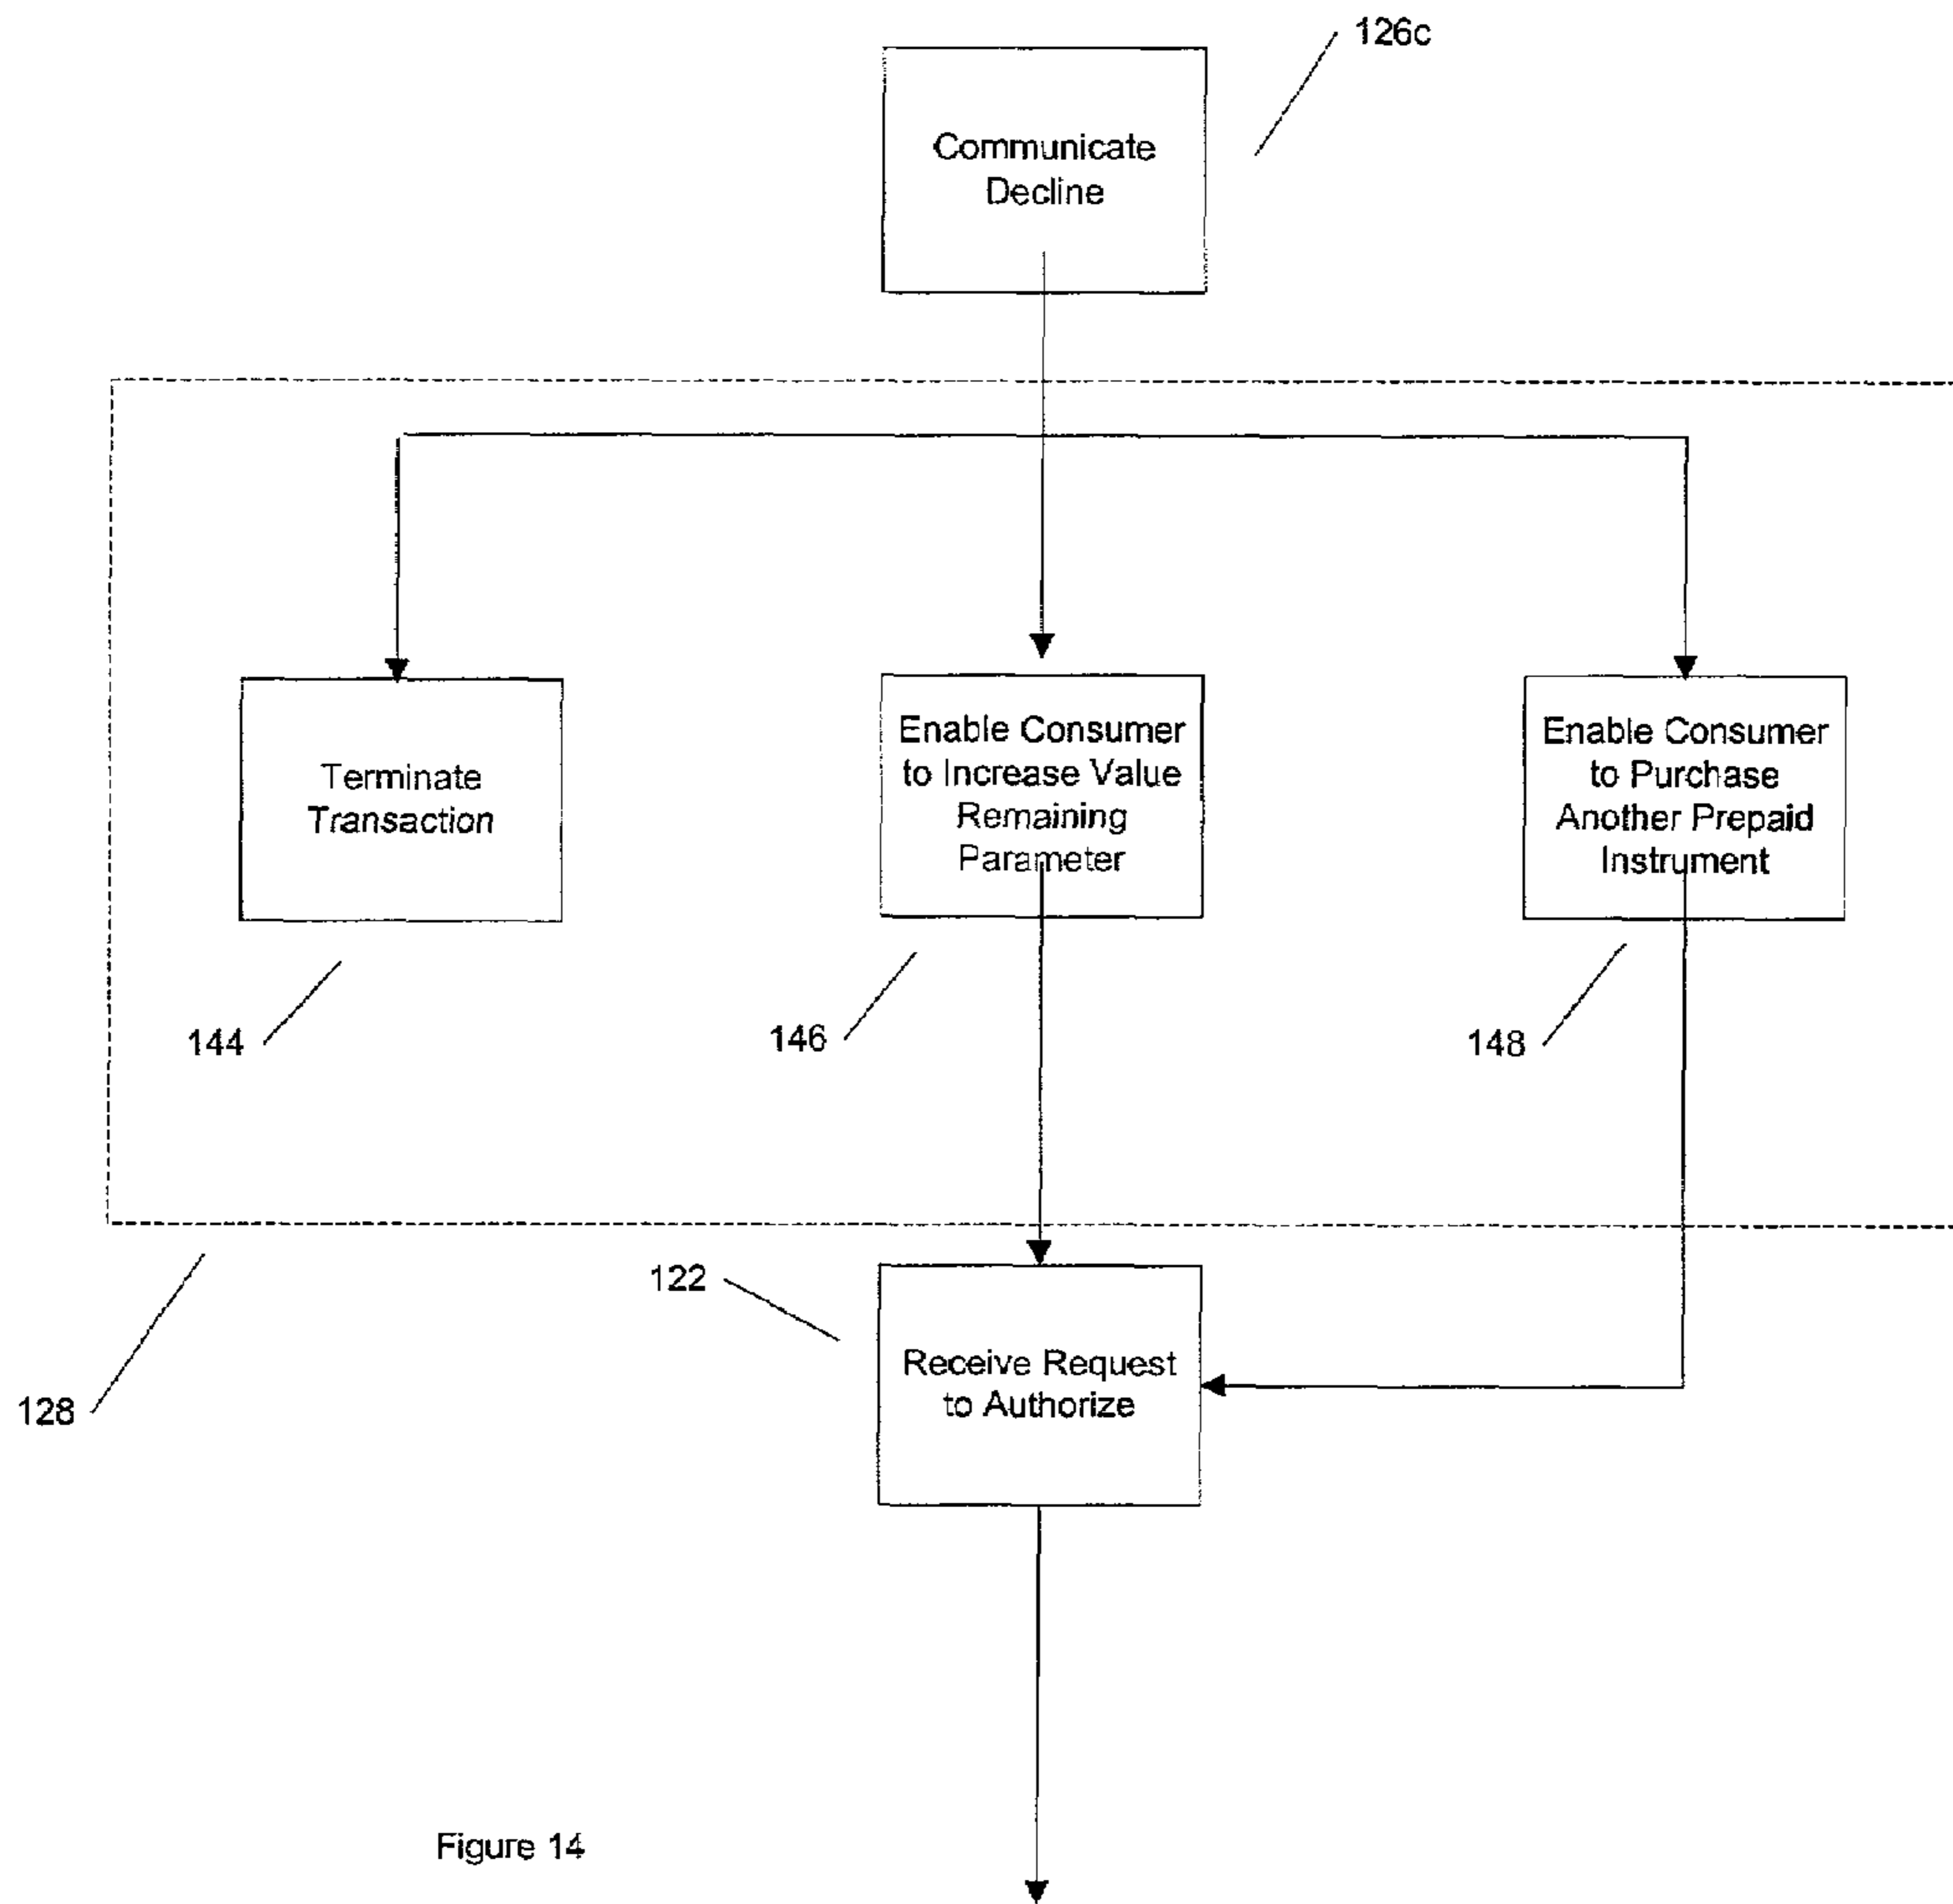 126c
Communicate
Decline
Terminate
Transaction
Enable Consumer
to Increase Value
Remaining
Parameter
Enable Consumer
to Purchase
Another Prepaid
Instrument
144
146
148
122
Receive Request
to Authorize
128
Figure 14